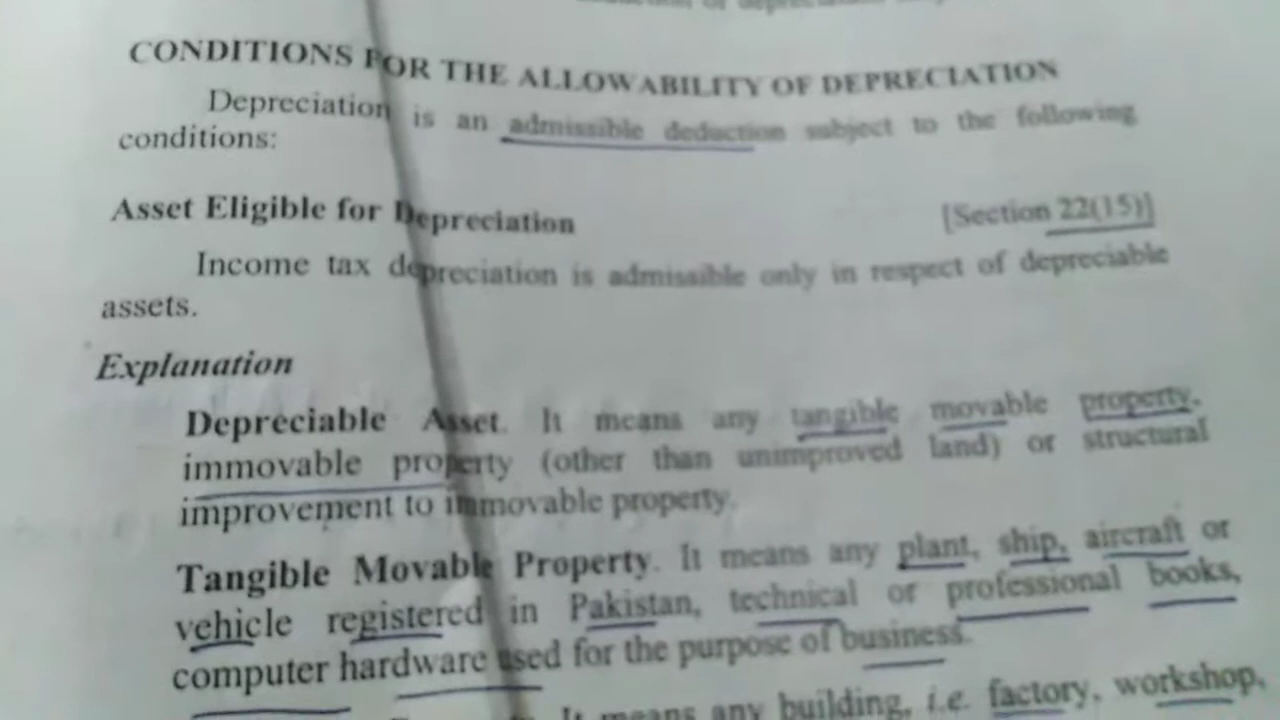 CONDITIONS FOR THE ALLOWABILITY OF DEPRECIATION
Depreciation is an admissible deduction subject to the following
conditions:
Asset Eligible for Depreciation [Section 22(15)]
Income tax depreciation is admissible only in respect of depreciable
assets.
Explanation
Depreciable Asset. It means any tangible movable property,
immovable property (other than unimproved land) or structural
improvement to immovable property.
Tangible Movable Property. It means any plant, ship, aircraft or
vehicle registered in Pakistan, technical or professional books,
computer hardware used for the purpose of business.
It means any building, i.e. factory, workshop,